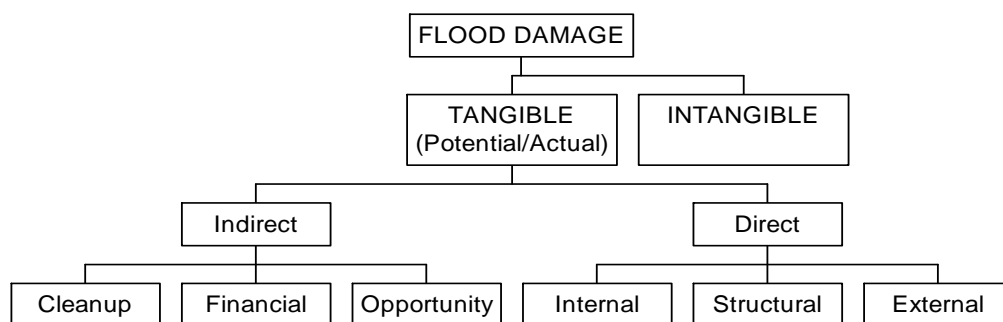 FLOOD DAMAGE
TANGIBLE
(Potential/Actual)
INTANGIBLE
Indirect
Direct
Cleanup
Financial
Opportunity
Internal
Structural
External